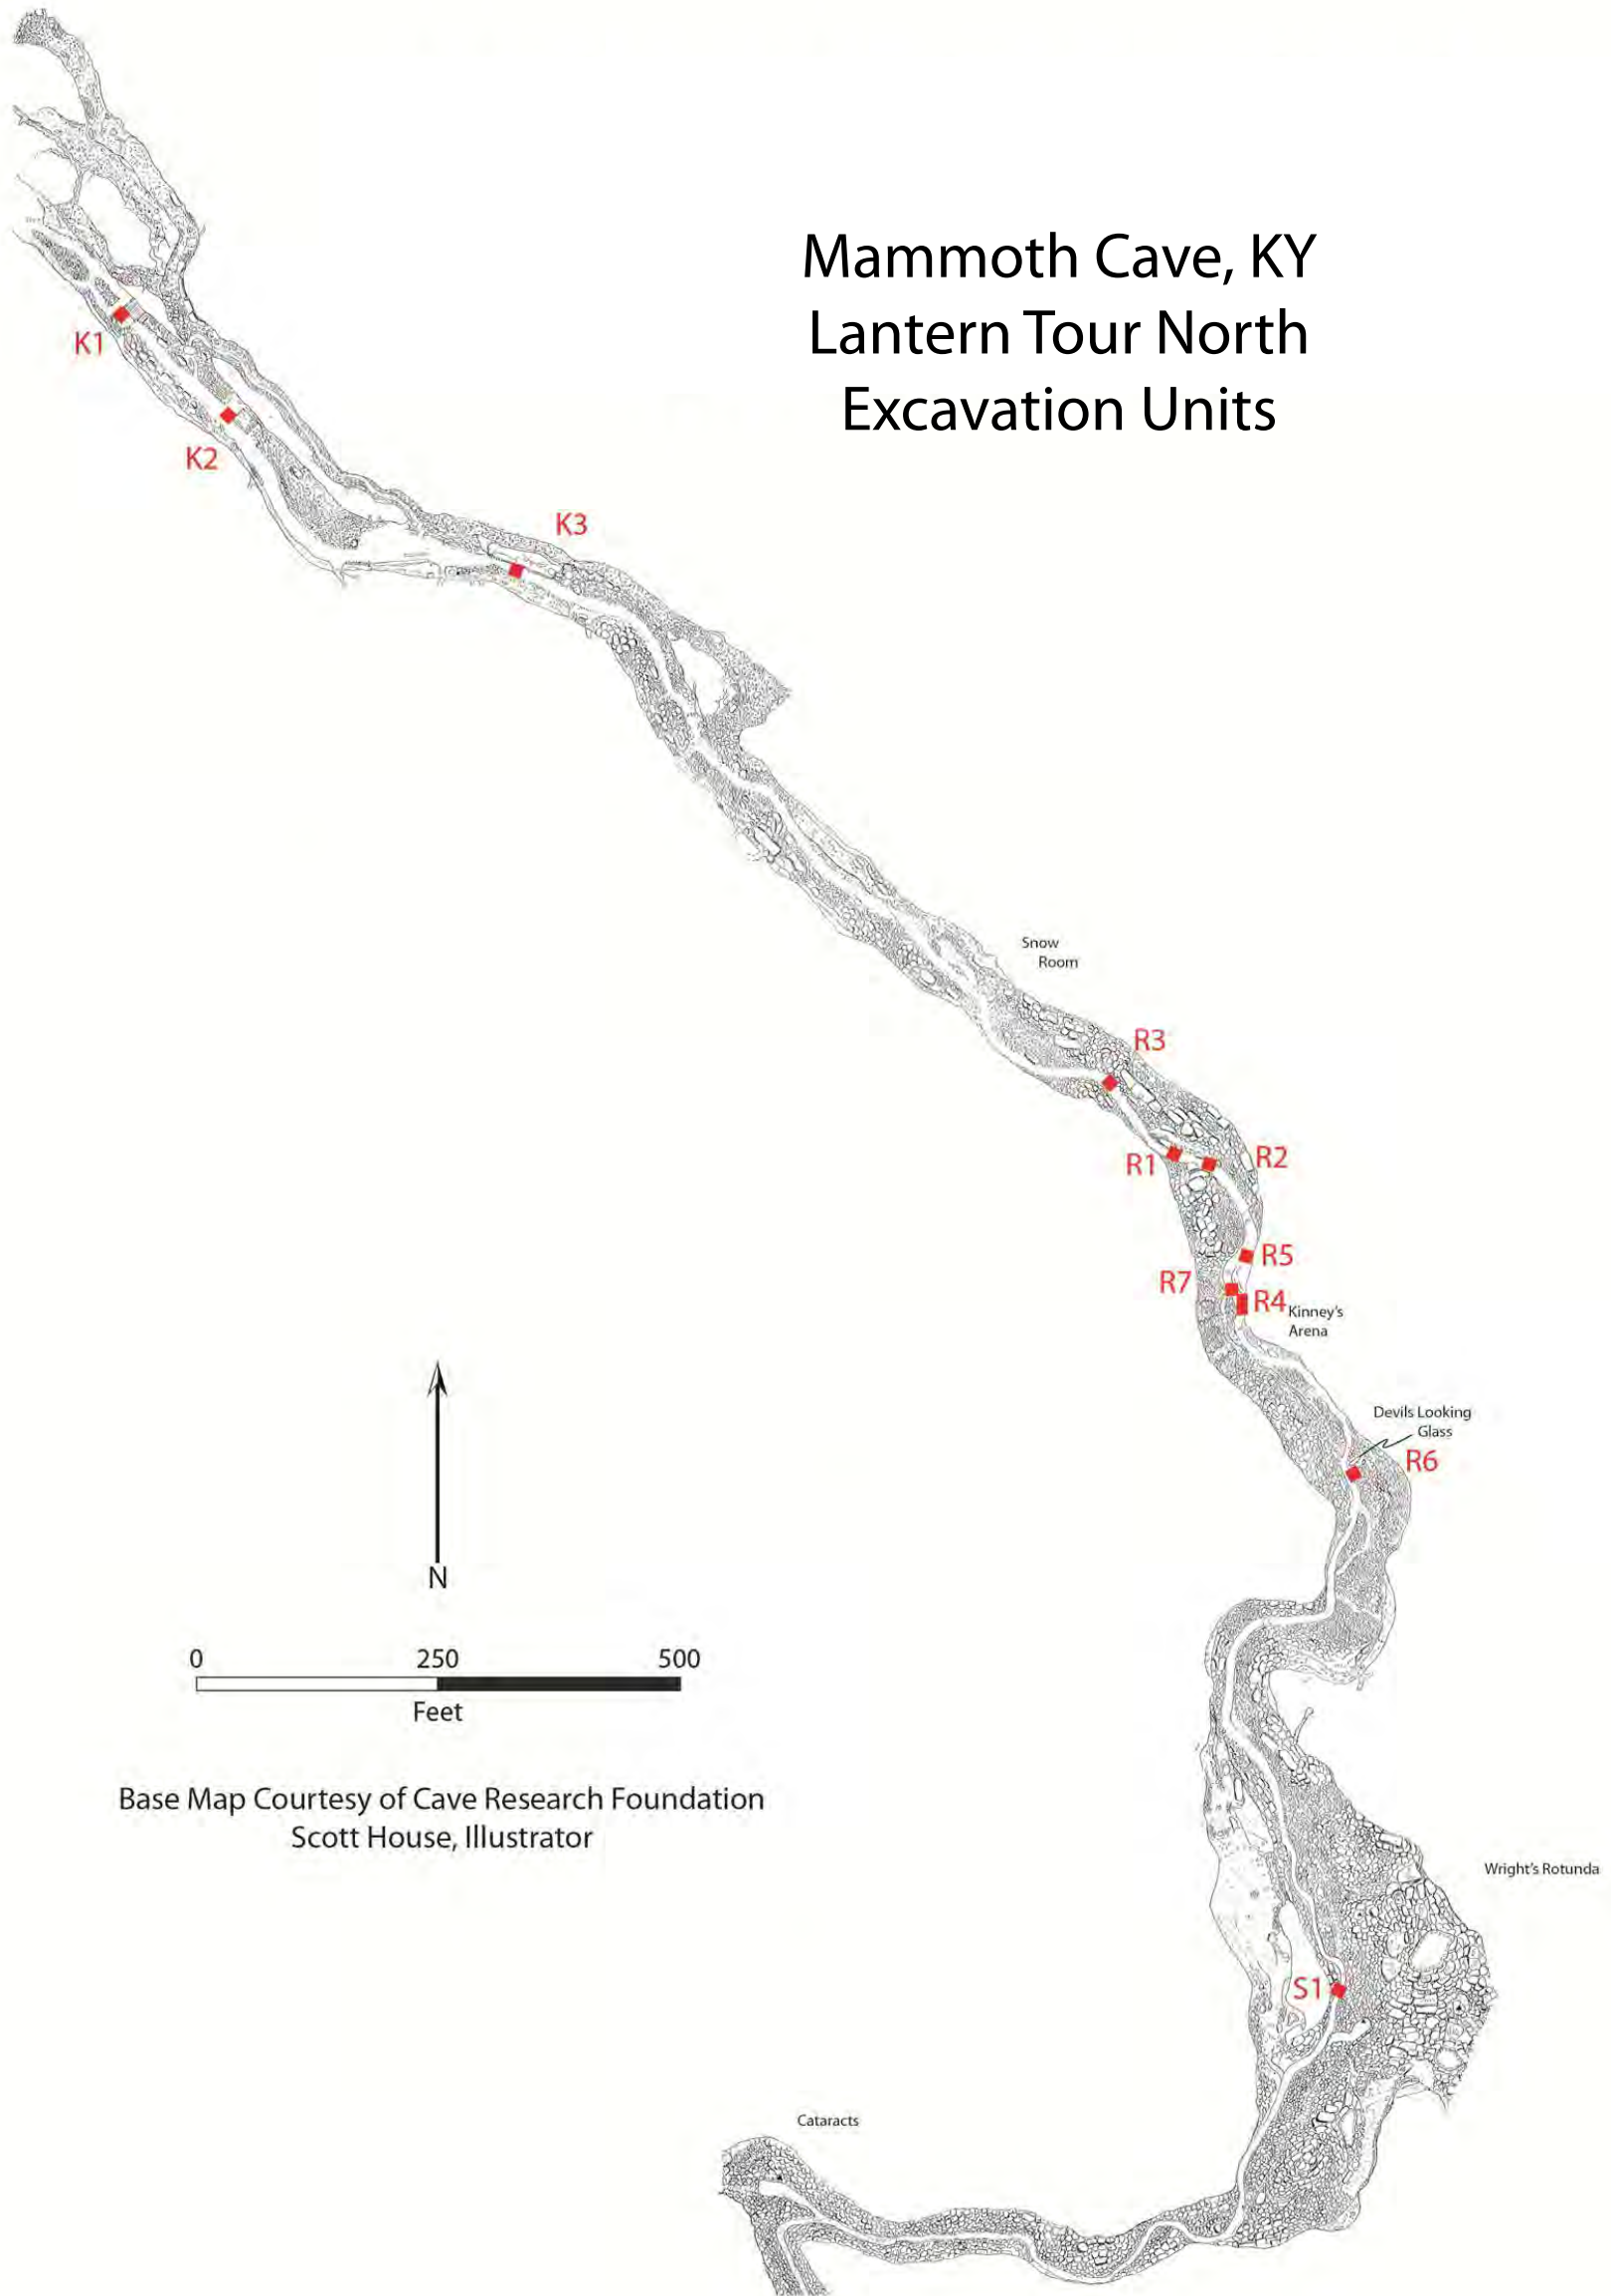 Mammoth Cave, KY
Lantern Tour North
Excavation Units
K1
K2
K3
Snow
Room
R3
R1
R2
R5
R7
R4
Kinney's
Arena
Devils Looking
Glass
R6
N
0 250 500
Feet
Base Map Courtesy of Cave Research Foundation
Scott House, Illustrator
Wright's Rotunda
S1
Cataracts